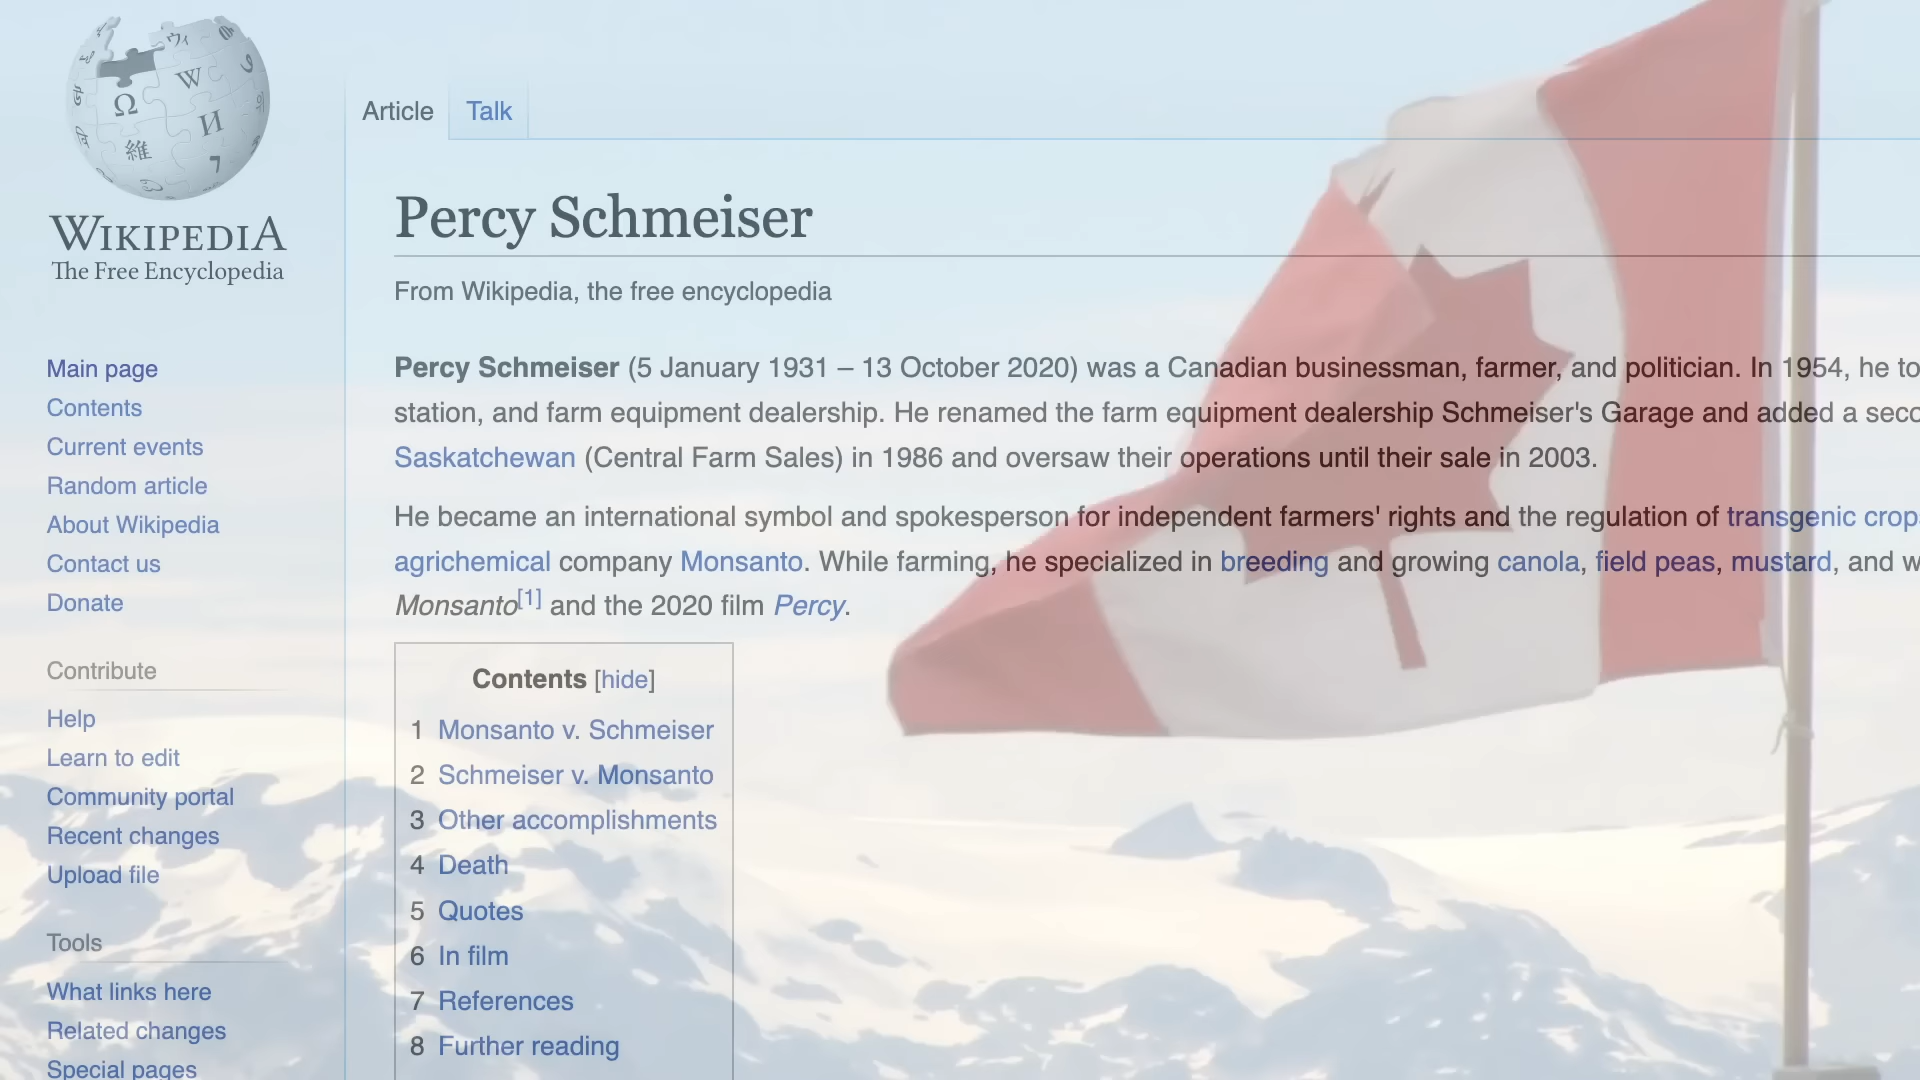 WIKIPEDIA
The Free Encyclopedia
Main page
Contents
Current events
Random article
About Wikipedia
Contact us
Donate
Contribute
Help
Learn to edit
Community portal
Recent changes
Upload file
Tools
What links here
Related changes
Special pages
Article Talk
Percy Schmeiser
From Wikipedia, the free encyclopedia
Percy Schmeiser (5 January 1931 – 13 October 2020) was a Canadian businessman, farmer, and politician. In 1954, he
station, and farm equipment dealership. He renamed the farm equipment dealership Schmeiser's Garage and added a
Saskatchewan (Central Farm Sales) in 1986 and oversaw their operations until their sale in 2003.
He became an international symbol and spokesperson for independent farmers' rights and the regulation of transgenic
agrichemical company Monsanto. While farming, he specialized in breeding and growing canola, field peas, mustard, and
Monsanto[1] and the 2020 film Percy.
Contents [hide]
1 Monsanto v. Schmeiser
2 Schmeiser v. Monsanto
3 Other accomplishments
4 Death
5 Quotes
6 In film
7 References
8 Further reading